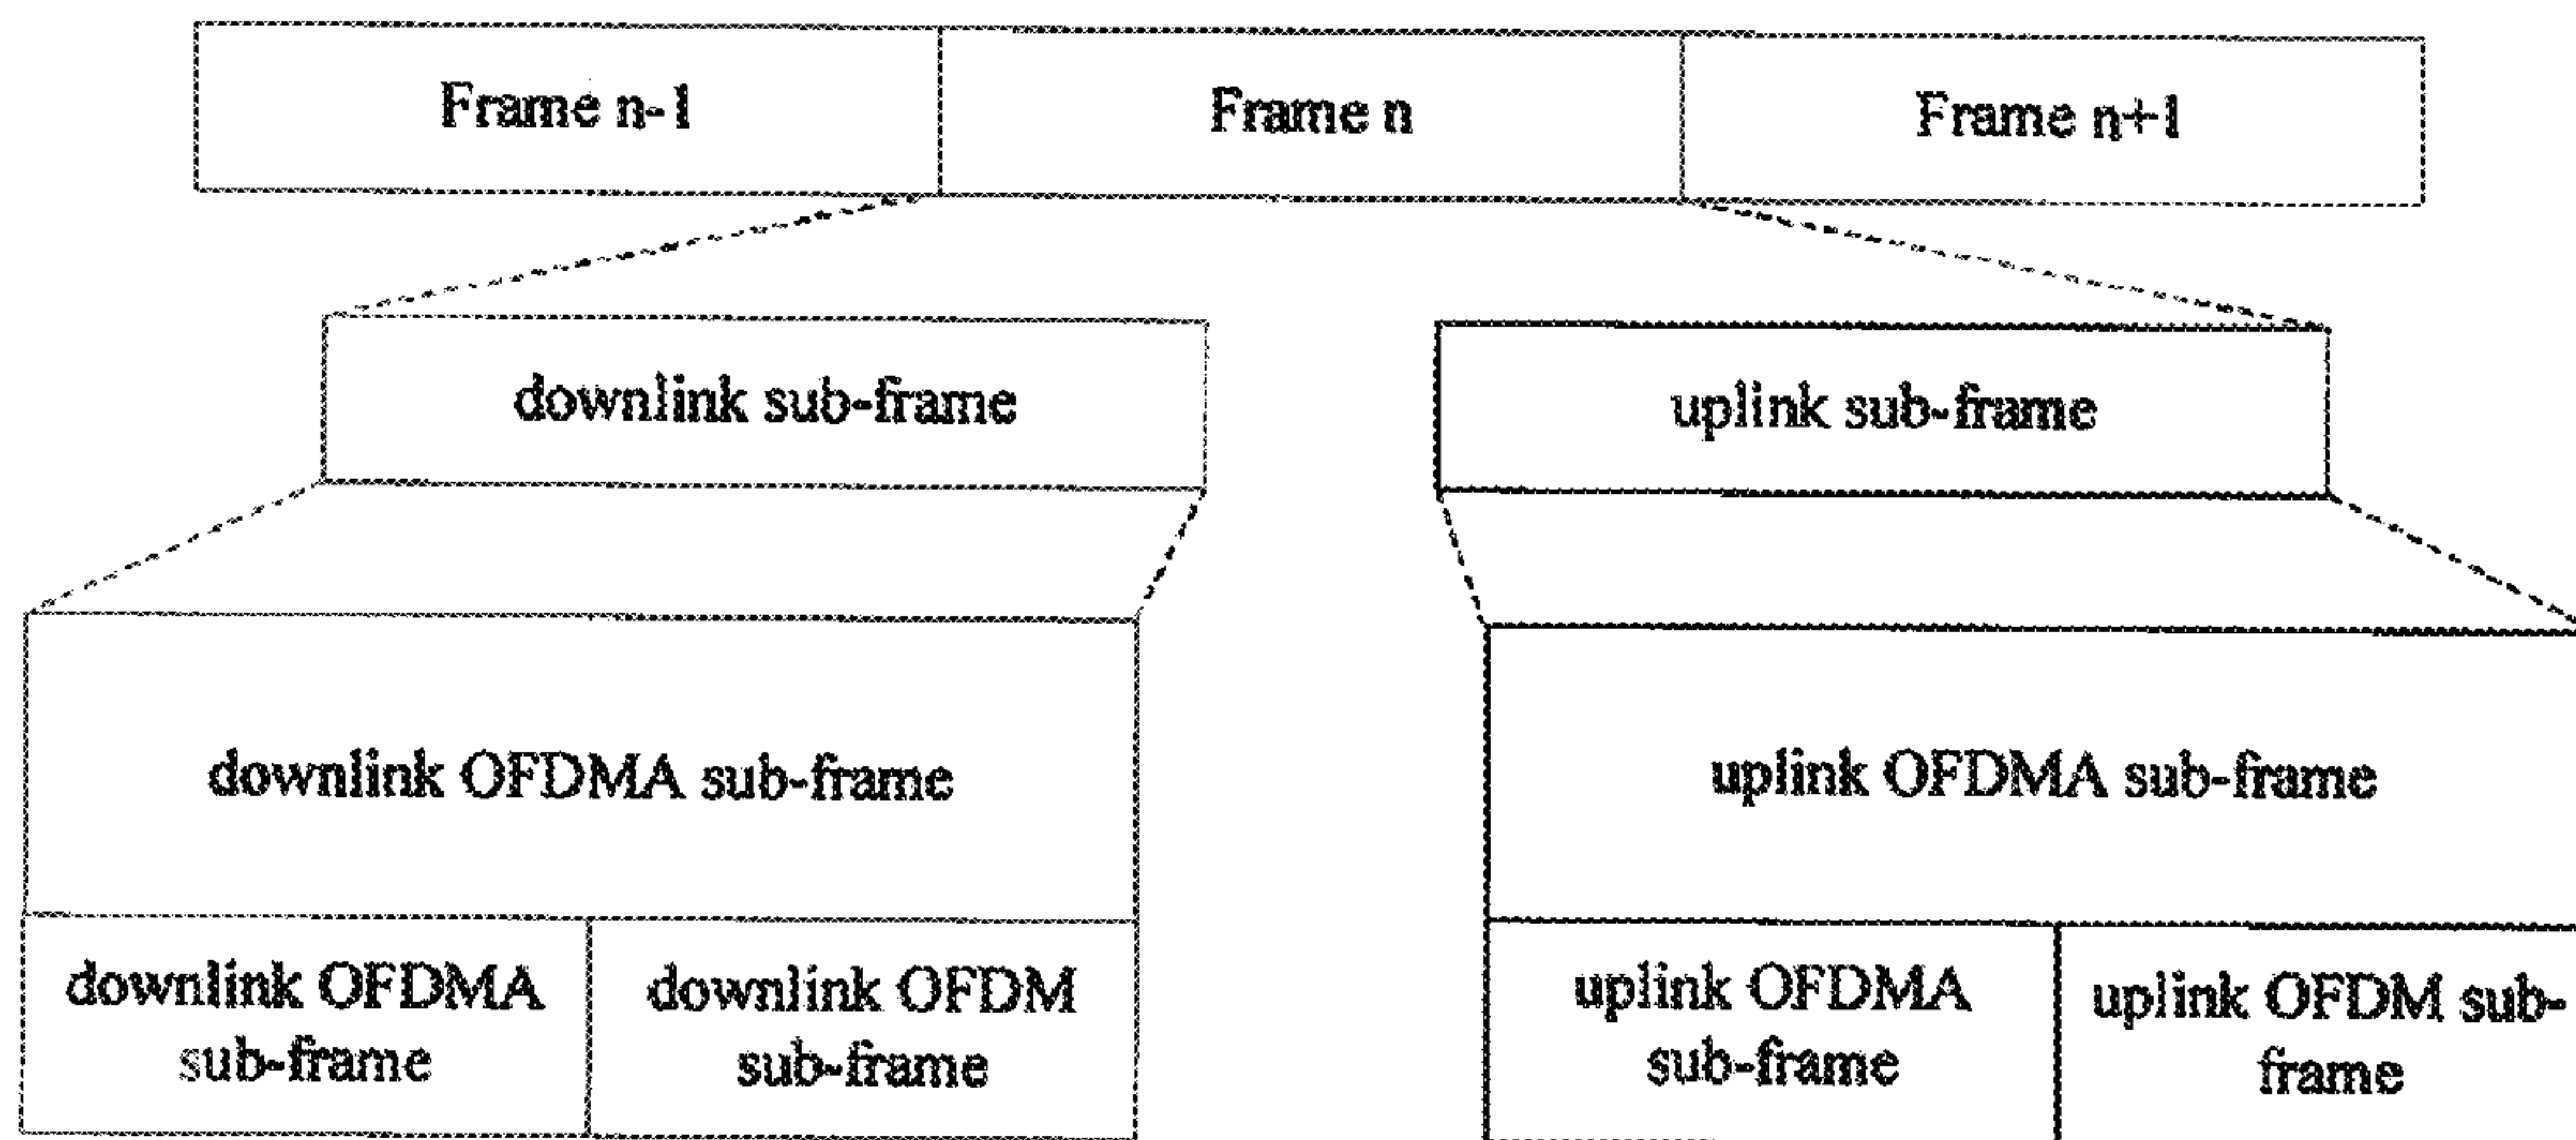 Frame n-1
Frame n
Frame n+1
downlink sub-frame
uplink sub-frame
downlink OFDMA sub-frame
uplink OFDMA sub-frame
downlink OFDMA
sub-frame
downlink OFDM
sub-frame
uplink OFDMA
sub-frame
uplink OFDM sub-
frame